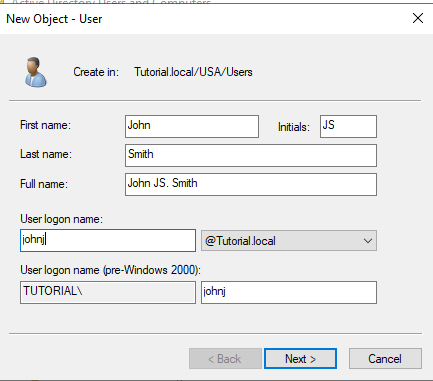 Active Directory Users and Computers
New Object - User
Create in: Tutorial.local/USA/Users
First name: John Initials: JS
Last name: Smith
Full name: John JS. Smith
User logon name:
johnj @Tutorial.local
User logon name (pre-Windows 2000):
TUTORIAL\ johnj
< Back Next > Cancel